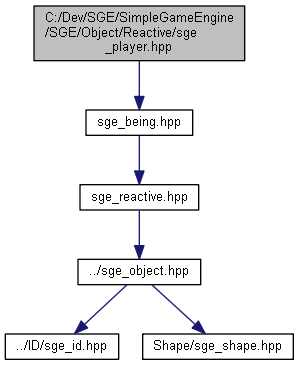 C:/Dew/SGE/SimpleGameEngine
/SGE/Object/Reactive/sge
_player.hpp
sge_being.hpp
sge_reactive.hpp
../sge_object.hpp
../ID/sge_id.hpp
Shape/sge_shape.hpp